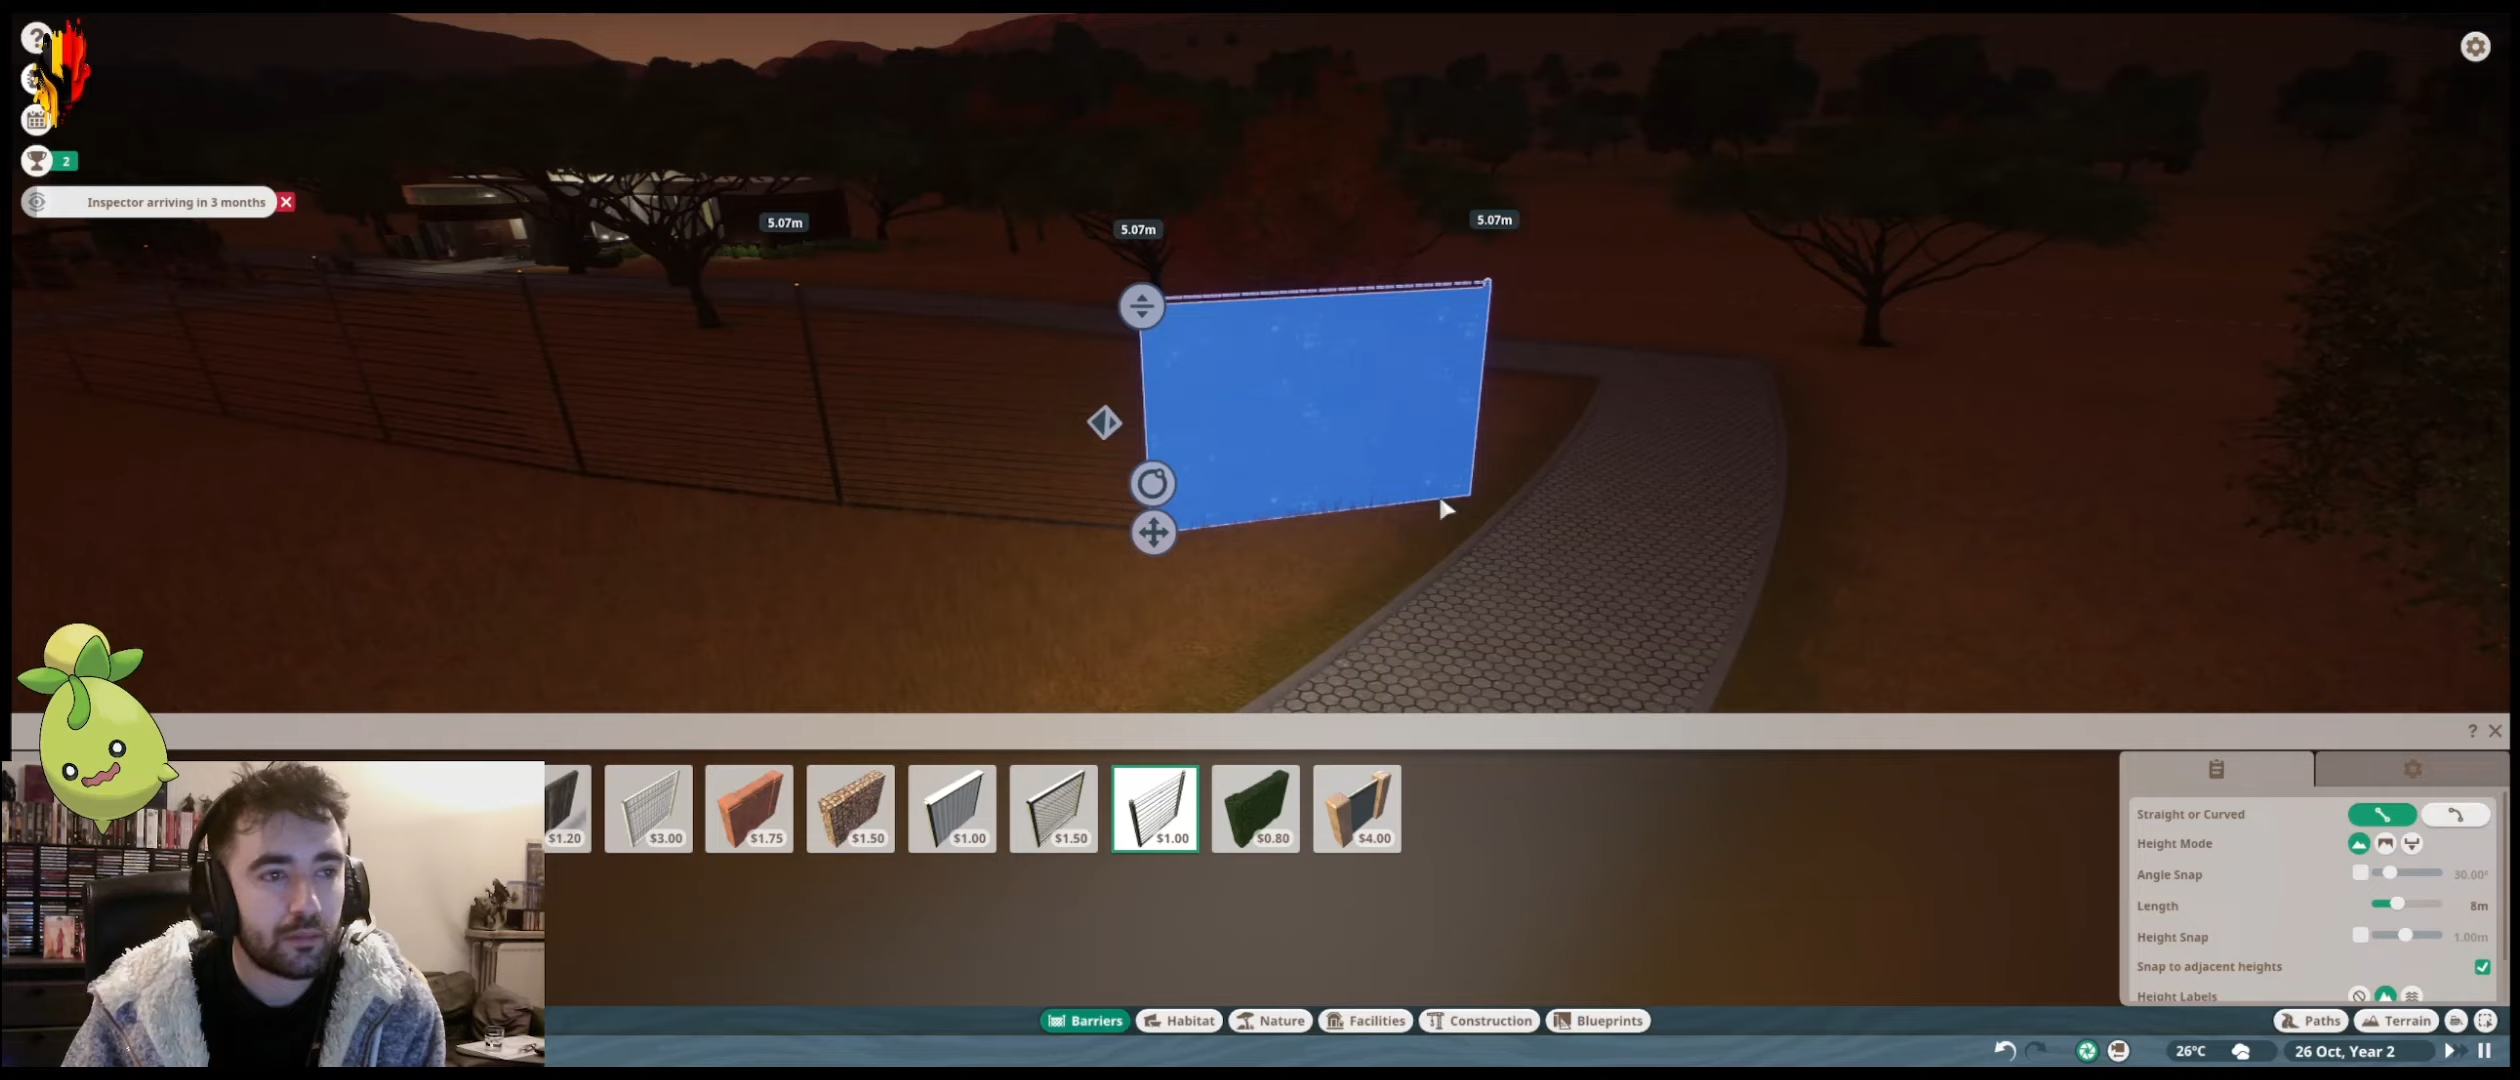 ?
2
Inspector arriving in 3 months
5.07m
5.07m
5.07m
?
$1.20
$3.00
$1.75
$1.50
$1.00
$1.50
$1.00
$0.80
$4.00
Straight or Curved
Height Mode
Angle Snap 30.00°
Length 8m
Height Snap 1.00m
Snap to adjacent heights
Height Labels
Barriers Habitat Nature Facilities Construction Blueprints
Paths Terrain
26°C 26 Oct, Year 2